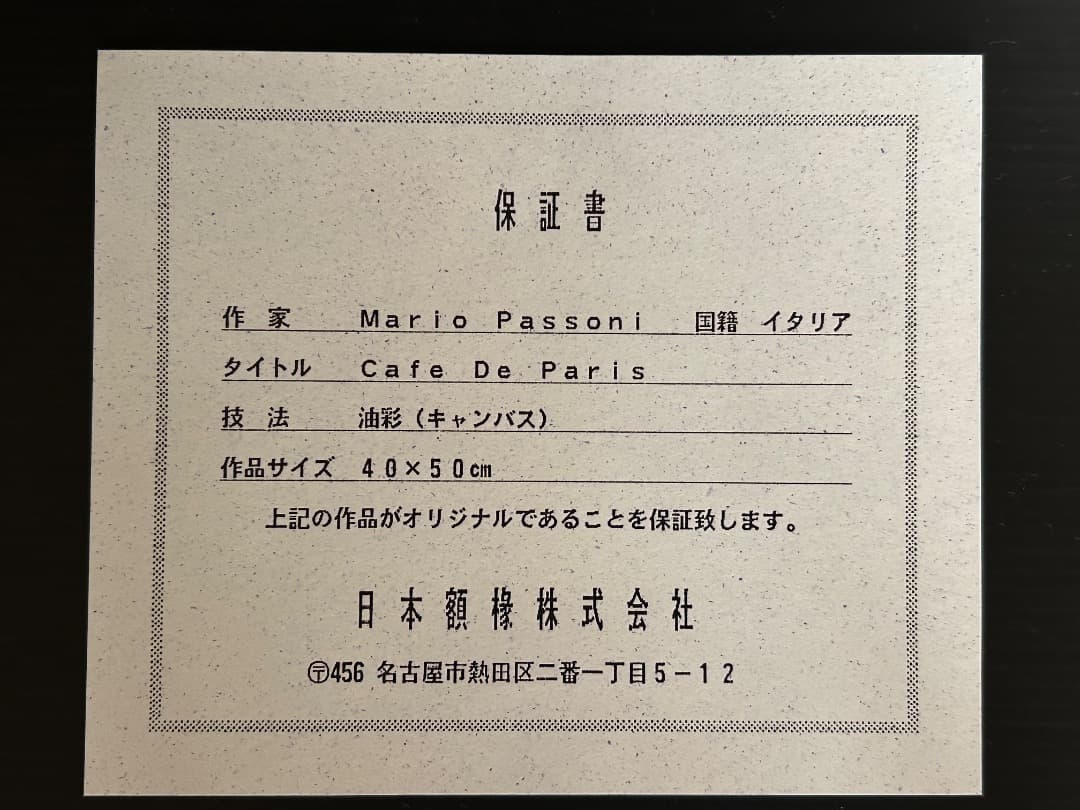 保証書
作　家　　Ｍａｒｉｏ　Ｐａｓｓｏｎｉ　　国籍　イタリア
タイトル　　Ｃａｆｅ　Ｄｅ　Ｐａｒｉｓ
技　法　　油彩（キャンバス）
作品サイズ　４０×５０㎝
上記の作品がオリジナルであることを保証致します。
日本額椽株式会社
〶456 名古屋市熱田区二番一丁目５－１２